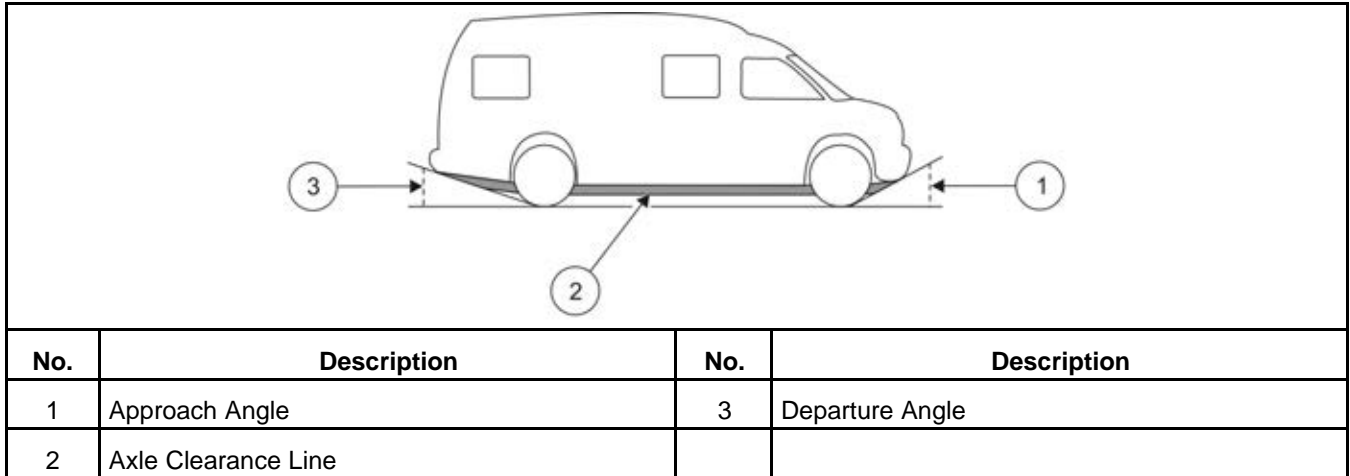 3
1
2
No. Description No. Description
1 Approach Angle 3 Departure Angle
2 Axle Clearance Line